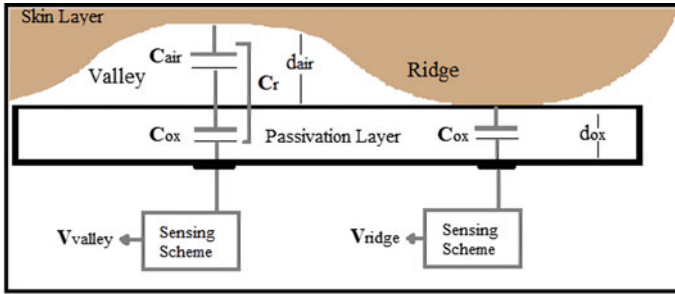 Skin Layer
Cair
dair
Valley
Cr
Ridge
Cox
Passivation Layer
Cox
dox
Vvalley
Sensing
Scheme
Vridge
Sensing
Scheme